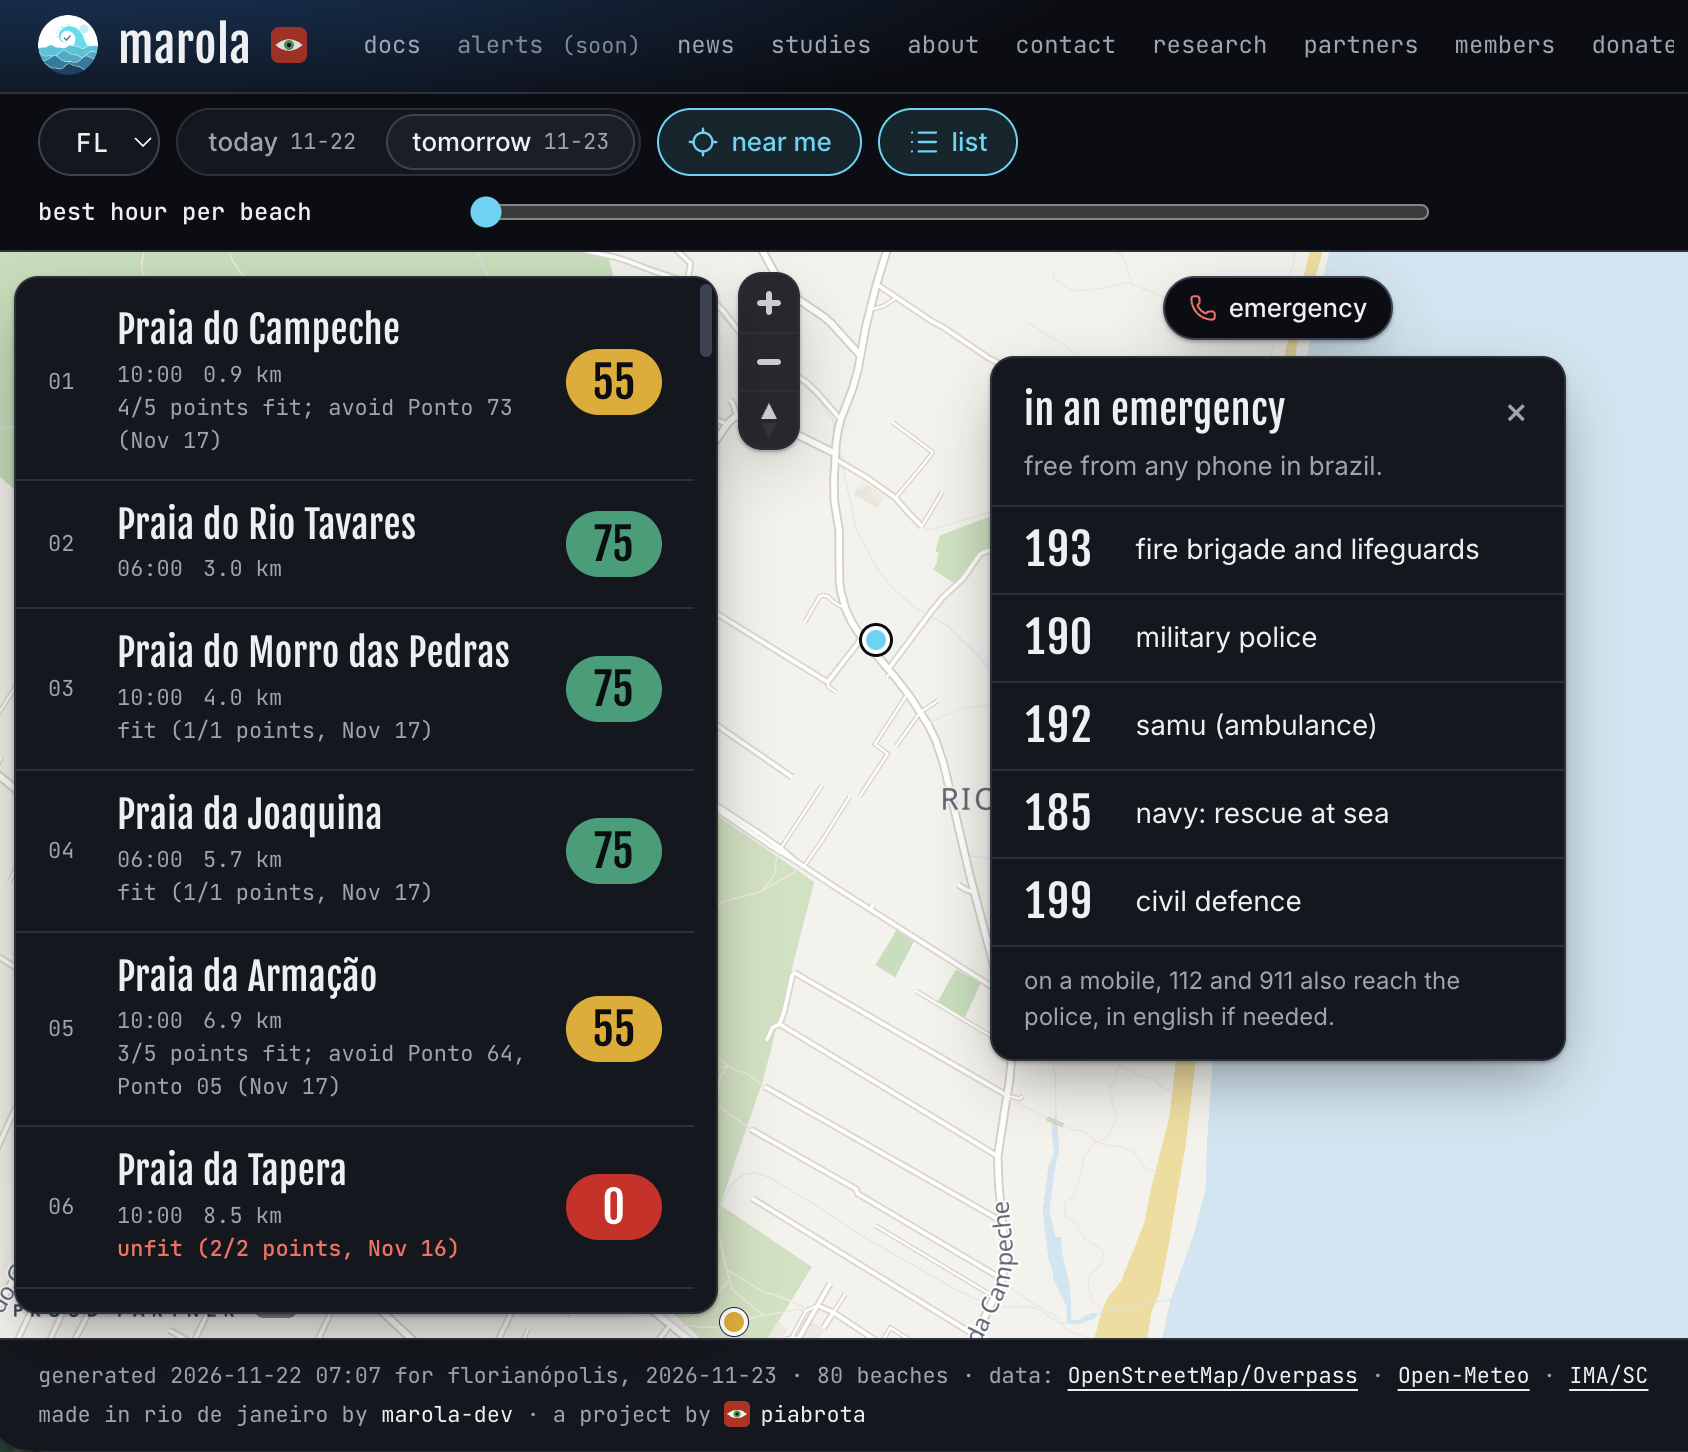 marola
docs alerts (soon) news studies about contact research partners members donate
FL today 11-22 tomorrow 11-23 near me list
best hour per beach
01
Praia do Campeche
10:00 0.9 km
4/5 points fit; avoid Ponto 73
(Nov 17)
55
02
Praia do Rio Tavares
06:00 3.0 km
75
03
Praia do Morro das Pedras
10:00 4.0 km
fit (1/1 points, Nov 17)
75
04
Praia da Joaquina
06:00 5.7 km
fit (1/1 points, Nov 17)
75
05
Praia da Armação
10:00 6.9 km
3/5 points fit; avoid Ponto 64,
Ponto 05 (Nov 17)
55
06
Praia da Tapera
10:00 8.5 km
unfit (2/2 points, Nov 16)
0
emergency
in an emergency
free from any phone in brazil.
193 fire brigade and lifeguards
190 military police
192 samu (ambulance)
185 navy: rescue at sea
199 civil defence
on a mobile, 112 and 911 also reach the
police, in english if needed.
RIO
da Campeche
PROUD PARTNER
generated 2026-11-22 07:07 for florianópolis, 2026-11-23 · 80 beaches · data: OpenStreetMap/Overpass · Open-Meteo · IMA/SC
made in rio de janeiro by marola-dev · a project by piabrota